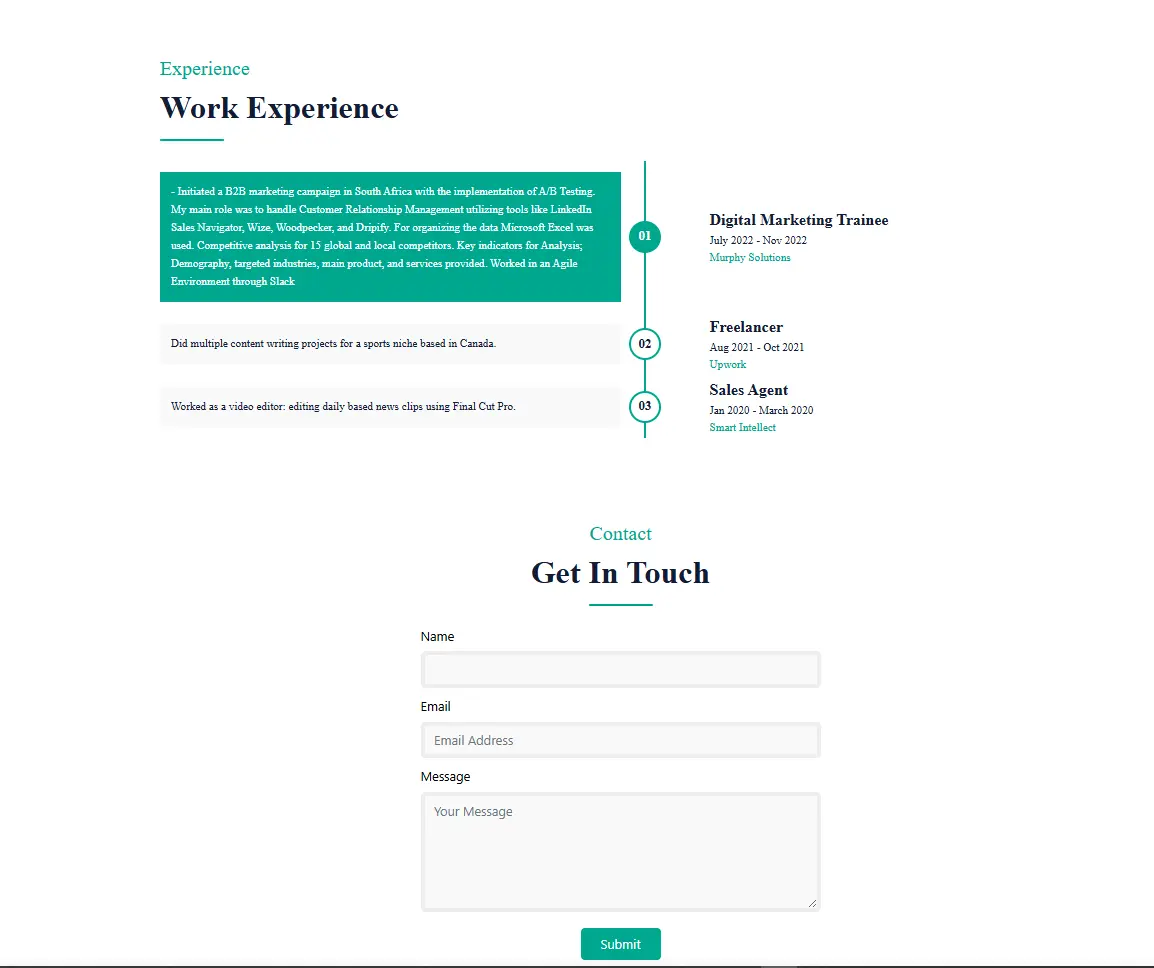 Experience
Work Experience
- Initiated a B2B marketing campaign in South Africa with the implementation of A/B Testing.
My main role was to handle Customer Relationship Management utilizing tools like LinkedIn
Sales Navigator, Wize, Woodpecker, and Dripify. For organizing the data Microsoft Excel was
used. Competitive analysis for 15 global and local competitors. Key indicators for Analysis;
Demography, targeted industries, main product, and services provided. Worked in an Agile
Environment through Slack
01
Digital Marketing Trainee
July 2022 - Nov 2022
Murphy Solutions
Did multiple content writing projects for a sports niche based in Canada.
02
Freelancer
Aug 2021 - Oct 2021
Upwork
Worked as a video editor: editing daily based news clips using Final Cut Pro.
03
Sales Agent
Jan 2020 - March 2020
Smart Intellect
Contact
Get In Touch
Name
Email
Email Address
Message
Your Message
Submit